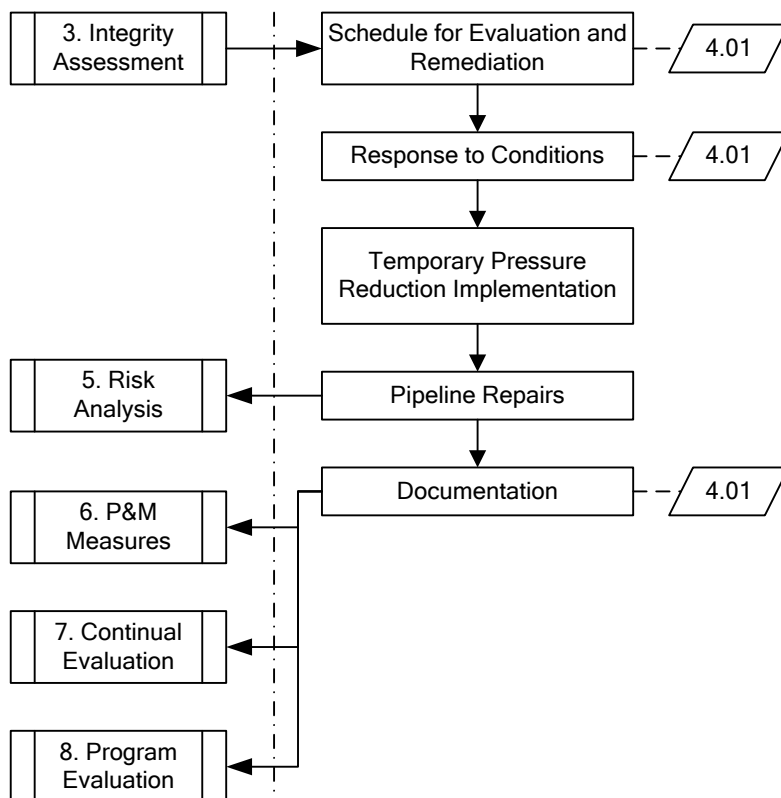 3. Integrity
Assessment
Schedule for Evaluation and
Remediation
4.01
Response to Conditions
4.01
Temporary Pressure
Reduction Implementation
5. Risk
Analysis
Pipeline Repairs
Documentation
4.01
6. P&M
Measures
7. Continual
Evaluation
8. Program
Evaluation